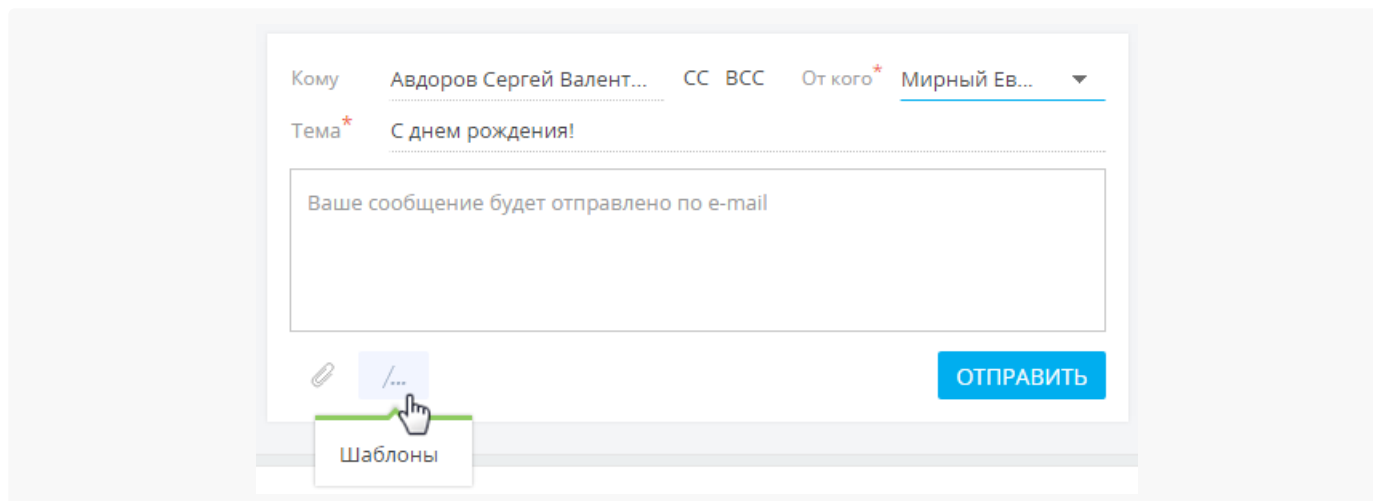 Кому Авдоров Сергей Валент... CC BCC От кого* Мирный Ев...
Тема* С днем рождения!
Ваше сообщение будет отправлено по e-mail
/... ОТПРАВИТЬ
Шаблоны